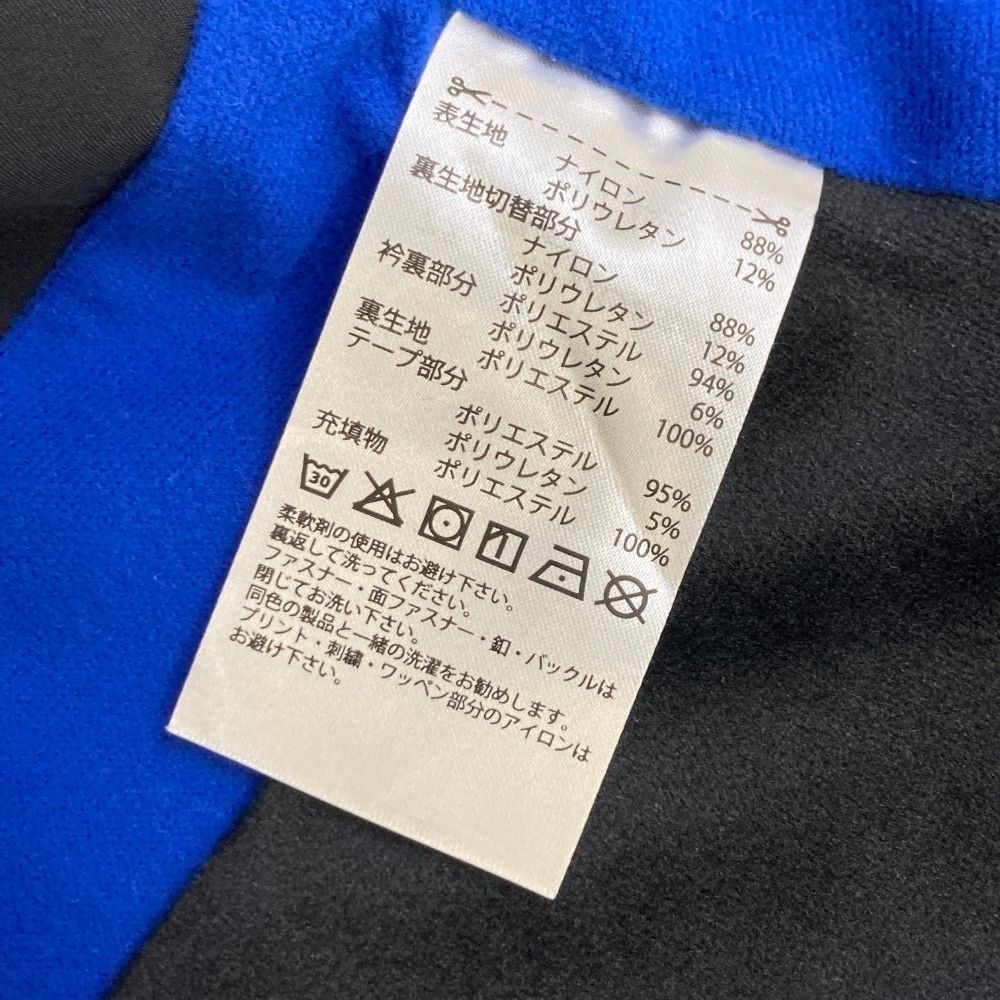 表生地 ナイロン 88%
ポリウレタン 12%
裏生地切替部分
ナイロン 88%
ポリウレタン 12%
衿裏部分 ポリエステル 94%
ポリウレタン 6%
裏生地 ポリエステル 100%
テープ部分
ポリエステル 95%
ポリウレタン 5%
充填物 ポリエステル 100%
30
柔軟剤の使用はお避け下さい。
裏返して洗ってください。
ファスナー・面ファスナー・釦・バックルは
閉じてお洗い下さい。
同色の製品と一緒の洗濯をお勧めします。
プリント・刺繍・ワッペン部分のアイロンは
お避け下さい。